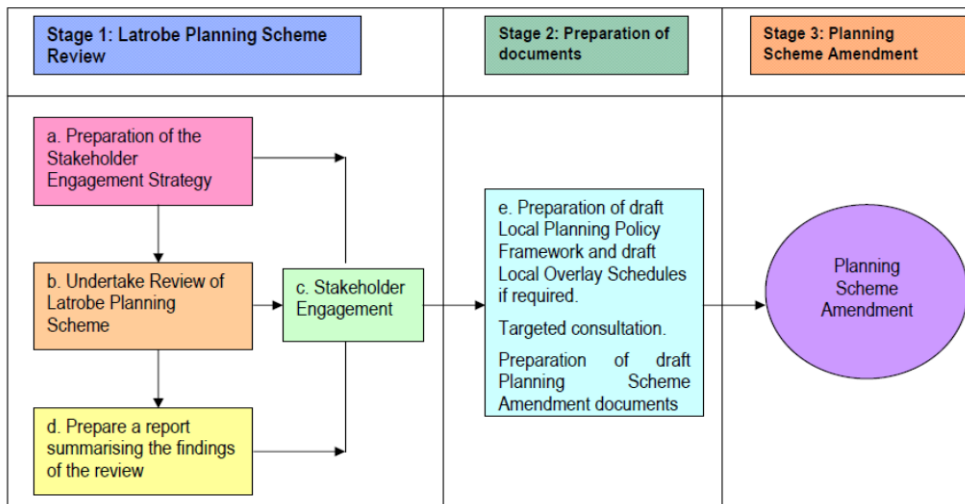 Stage 1: Latrobe Planning Scheme
Review
Stage 2: Preparation of
documents
Stage 3: Planning
Scheme Amendment
a. Preparation of the
Stakeholder
Engagement Strategy
b. Undertake Review of
Latrobe Planning
Scheme
c. Stakeholder
Engagement
d. Prepare a report
summarising the findings
of the review
e. Preparation of draft
Local Planning Policy
Framework and draft
Local Overlay Schedules
if required.
Targeted consultation.
Preparation of draft
Planning Scheme
Amendment documents
Planning
Scheme
Amendment